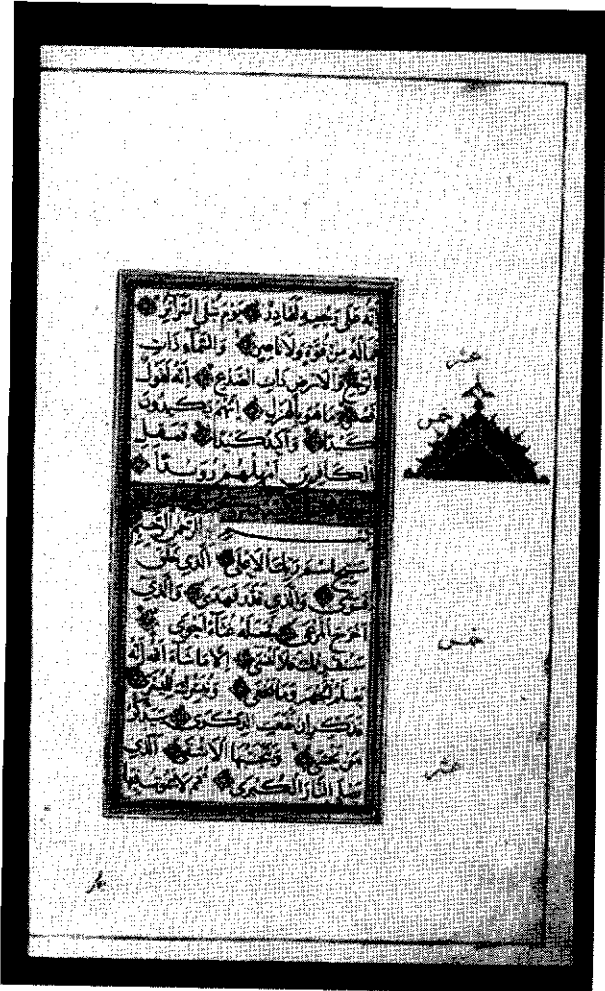 نه على رجعه لقادر يوم تبلى السرائر
فما له من قوة ولا ناصر والسماء ذات
الرجع والارض ذات الصدع انه لقول
فصل وما هو بالهزل انهم يكيدون
كيدا واكيد كيدا فمهل
الكافرين امهلهم رويدا
بسم الرحمن الرحيم
سبح اسم ربك الاعلى الذي خلق
فسوى والذي قدر فهدى والذي
اخرج المرعى فجعله غثاء احوى
سنقرئك فلا تنسى الا ما شاء الله انه
يعلم الجهر وما يخفى ونيسرك لليسرى
فذكر ان نفعت الذكرى سيذكر
من يخشى ويتجنبها الاشقى الذي
يصلى النار الكبرى ثم لا يموت فيها
عشر
خمس
خمس
عشر